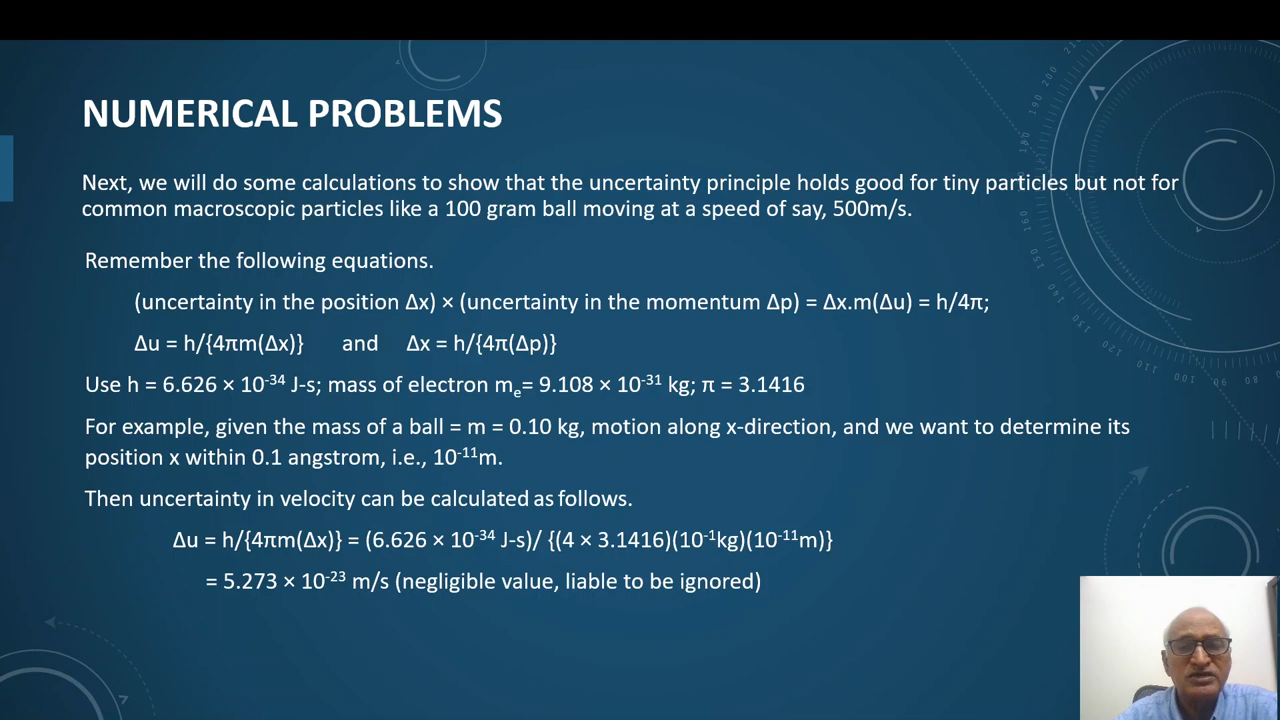 NUMERICAL PROBLEMS
Next, we will do some calculations to show that the uncertainty principle holds good for tiny particles but not for
common macroscopic particles like a 100 gram ball moving at a speed of say, 500m/s.
Remember the following equations.
(uncertainty in the position Δx) × (uncertainty in the momentum Δp) = Δx.m(Δu) = h/4π;
Δu = h/{4πm(Δx)} and Δx = h/{4π(Δp)}
Use h = 6.626 × 10⁻³⁴ J-s; mass of electron mₑ= 9.108 × 10⁻³¹ kg; π = 3.1416
For example, given the mass of a ball = m = 0.10 kg, motion along x-direction, and we want to determine its
position x within 0.1 angstrom, i.e., 10⁻¹¹m.
Then uncertainty in velocity can be calculated as follows.
Δu = h/{4πm(Δx)} = (6.626 × 10⁻³⁴ J-s)/ {(4 × 3.1416)(10⁻¹kg)(10⁻¹¹m)}
= 5.273 × 10⁻²³ m/s (negligible value, liable to be ignored)